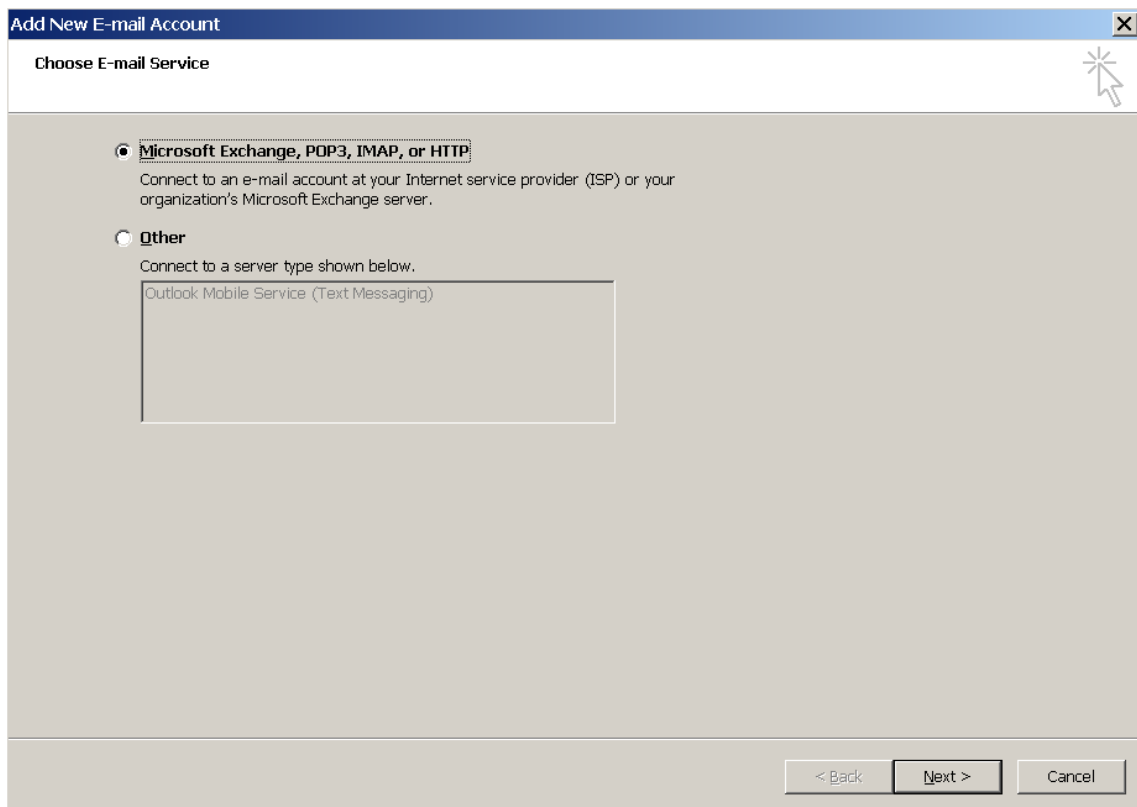 Add New E-mail Account
Choose E-mail Service
Microsoft Exchange, POP3, IMAP, or HTTP
Connect to an e-mail account at your Internet service provider (ISP) or your
organization's Microsoft Exchange server.
Other
Connect to a server type shown below.
Outlook Mobile Service (Text Messaging)
< Back Next > Cancel